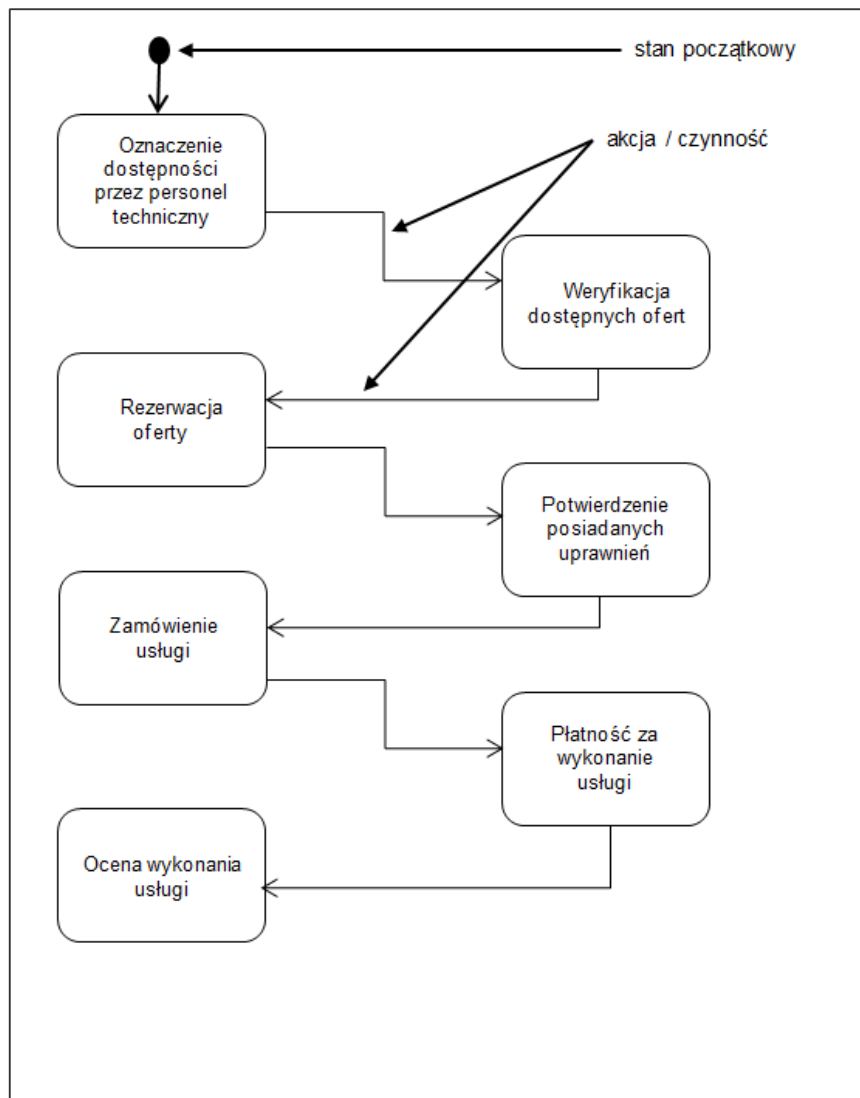 stan początkowy
Oznaczenie
dostępności
przez personel
techniczny
akcja / czynność
Weryfikacja
dostępnych ofert
Rezerwacja
oferty
Potwierdzenie
posiadanych
uprawnień
Zamówienie
usługi
Płatność za
wykonanie
usługi
Ocena wykonania
usługi